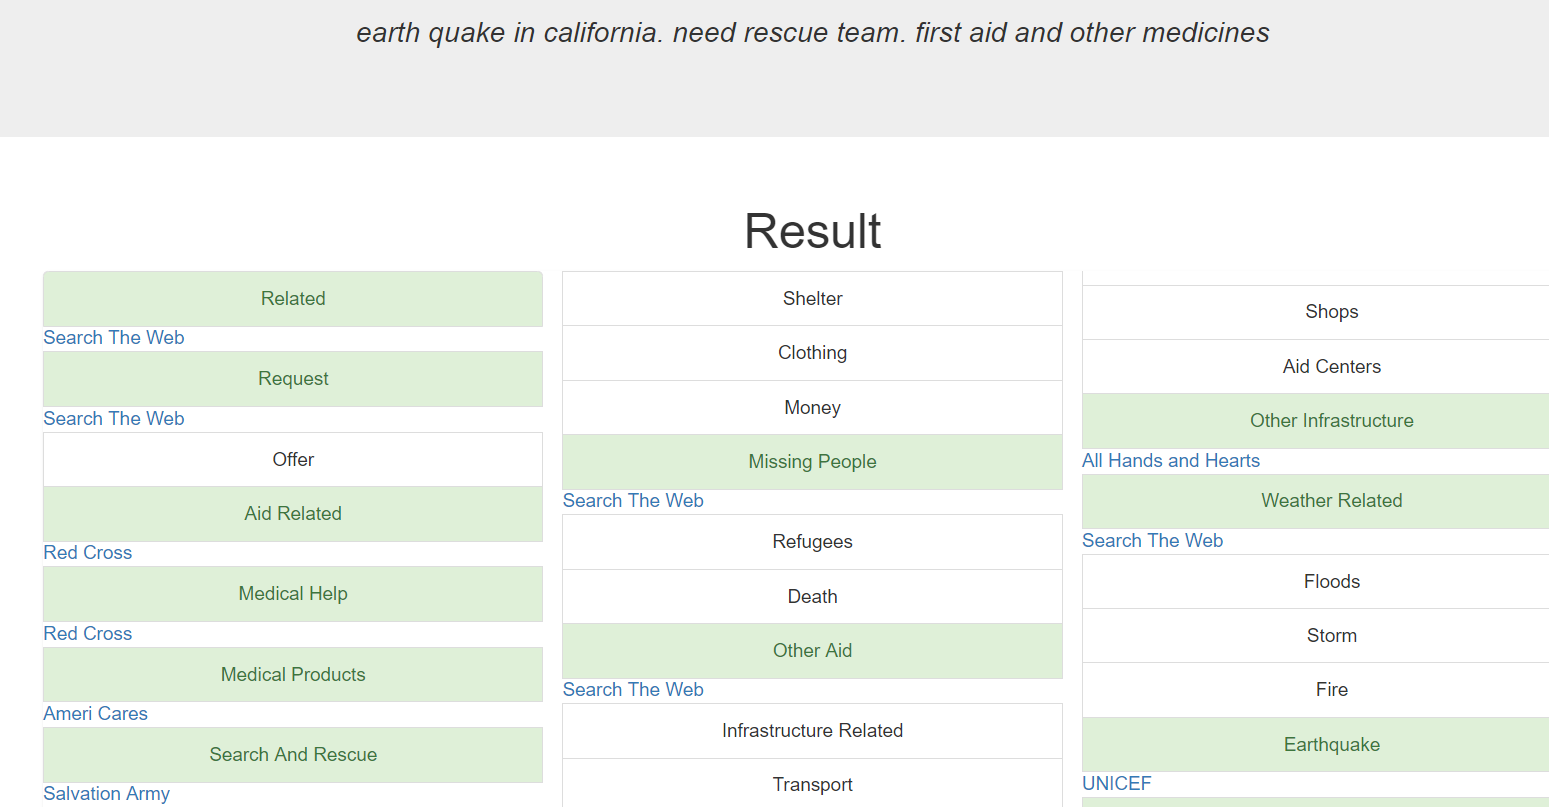 earth quake in california. need rescue team. first aid and other medicines
Result
Related
Search The Web
Request
Search The Web
Offer
Aid Related
Red Cross
Medical Help
Red Cross
Medical Products
Ameri Cares
Search And Rescue
Salvation Army
Shelter
Clothing
Money
Missing People
Search The Web
Refugees
Death
Other Aid
Search The Web
Infrastructure Related
Transport
Shops
Aid Centers
Other Infrastructure
All Hands and Hearts
Weather Related
Search The Web
Floods
Storm
Fire
Earthquake
UNICEF